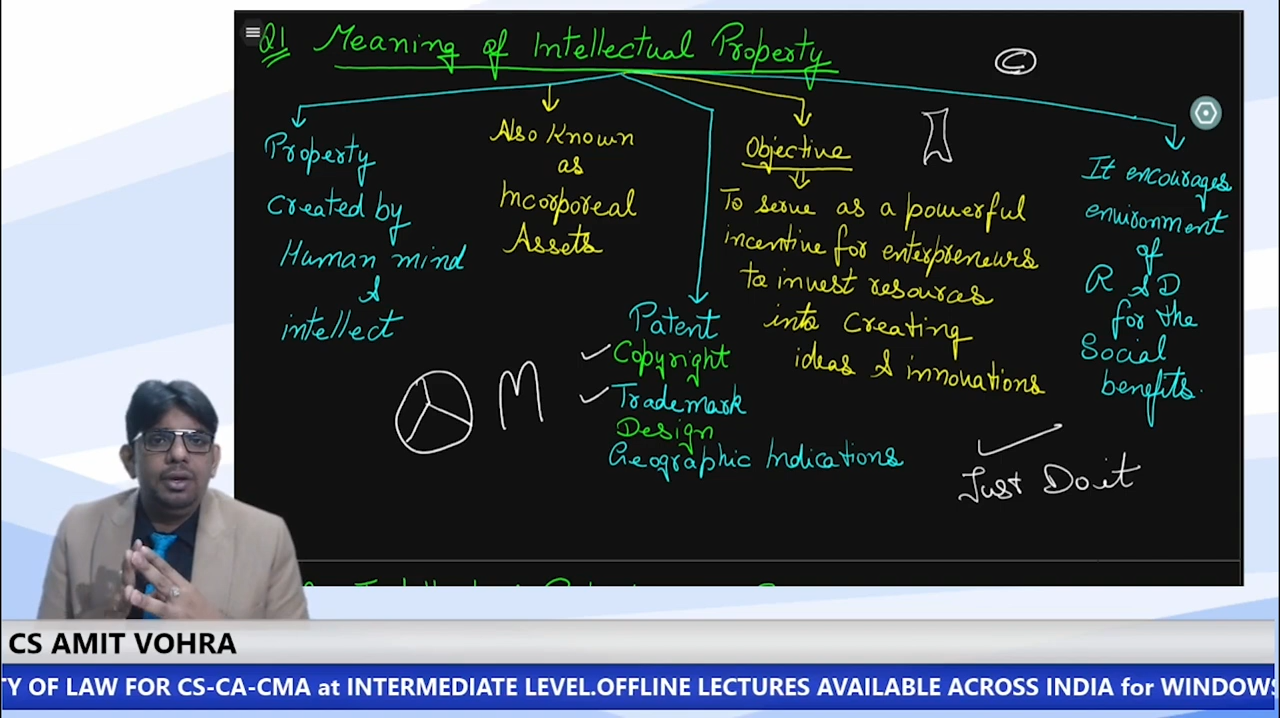 Q1 Meaning of Intellectual Property
©
Property
created by
Human mind
&
intellect
Also Known
as
Incorporeal
Assets
Patent
Copyright
Trademark
Design
Geographic Indications
Objective
To serve as a powerful
incentive for enterpreneurs
to invest resources
into Creating
ideas & innovations
It encourages
environment
of
R & D
for the
Social
benefits.
M
Just Do it
CS AMIT VOHRA
TY OF LAW FOR CS-CA-CMA at INTERMEDIATE LEVEL.OFFLINE LECTURES AVAILABLE ACROSS INDIA for WINDOWS